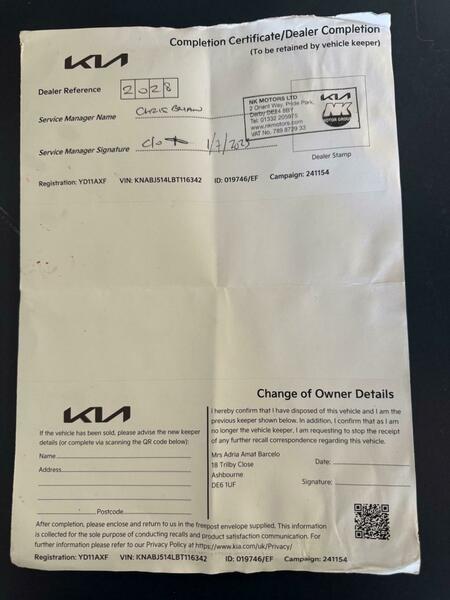 Completion Certificate/Dealer Completion
(To be retained by vehicle keeper)
KIA
Dealer Reference 2028
Service Manager Name CHRIS
NK MOTORS LTD
2 Orient Way, Pride Park,
Derby DE24 8BY
Tel: 01332 205975
www.nkmotors.com
VAT No. 789 8729 33
KIA
NK
MOTOR GROUP
Service Manager Signature 1/7/2025
Dealer Stamp
Registration: YD11AXF VIN: KNABJ514LBT116342 ID: 019746/EF Campaign: 241154
Change of Owner Details
KIA
If the vehicle has been sold, please advise the new keeper
details (or complete via scanning the QR code below):
Name
Address
Postcode
I hereby confirm that I have disposed of this vehicle and I am the
previous keeper shown below. In addition, I confirm that as I am
no longer the vehicle keeper, I am requesting to stop the receipt
of any further recall correspondence regarding this vehicle.
Mrs Adria Amat Barcelo
18 Trilby Close
Ashbourne
DE6 1UF
Date:
Signature:
After completion, please enclose and return to us in the freepost envelope supplied. This information
is collected for the sole purpose of conducting recalls and product satisfaction communication. For
further information please refer to our Privacy Policy at https://www.kia.com/uk/Privacy/
Registration: YD11AXF VIN: KNABJ514LBT116342 ID: 019746/EF Campaign: 241154